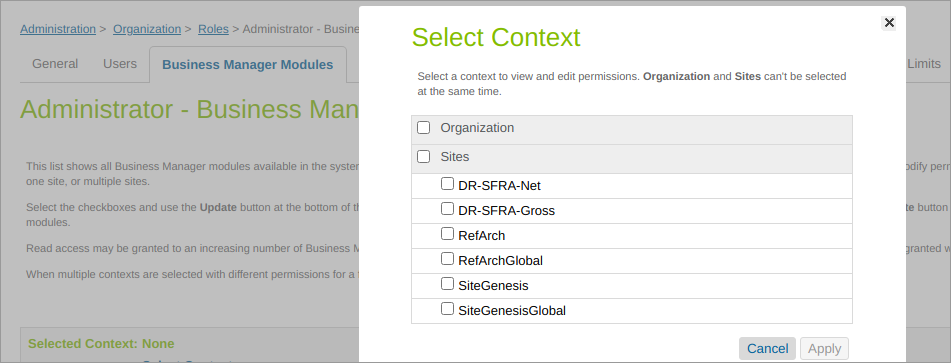 Administration > Organization > Roles > Administrator - Busine
General Users Business Manager Modules Limits
Administrator - Business Man
This list shows all Business Manager modules available in the system
odify perm
one site, or multiple sites.
Select the checkboxes and use the Update button at the bottom of th
te button
modules.
Read access may be granted to an increasing number of Business M
granted w
When multiple contexts are selected with different permissions for a
Selected Context: None
Select Context
Select a context to view and edit permissions. Organization and Sites can't be selected
at the same time.
Organization
Sites
DR-SFRA-Net
DR-SFRA-Gross
RefArch
RefArchGlobal
SiteGenesis
SiteGenesisGlobal
Cancel Apply